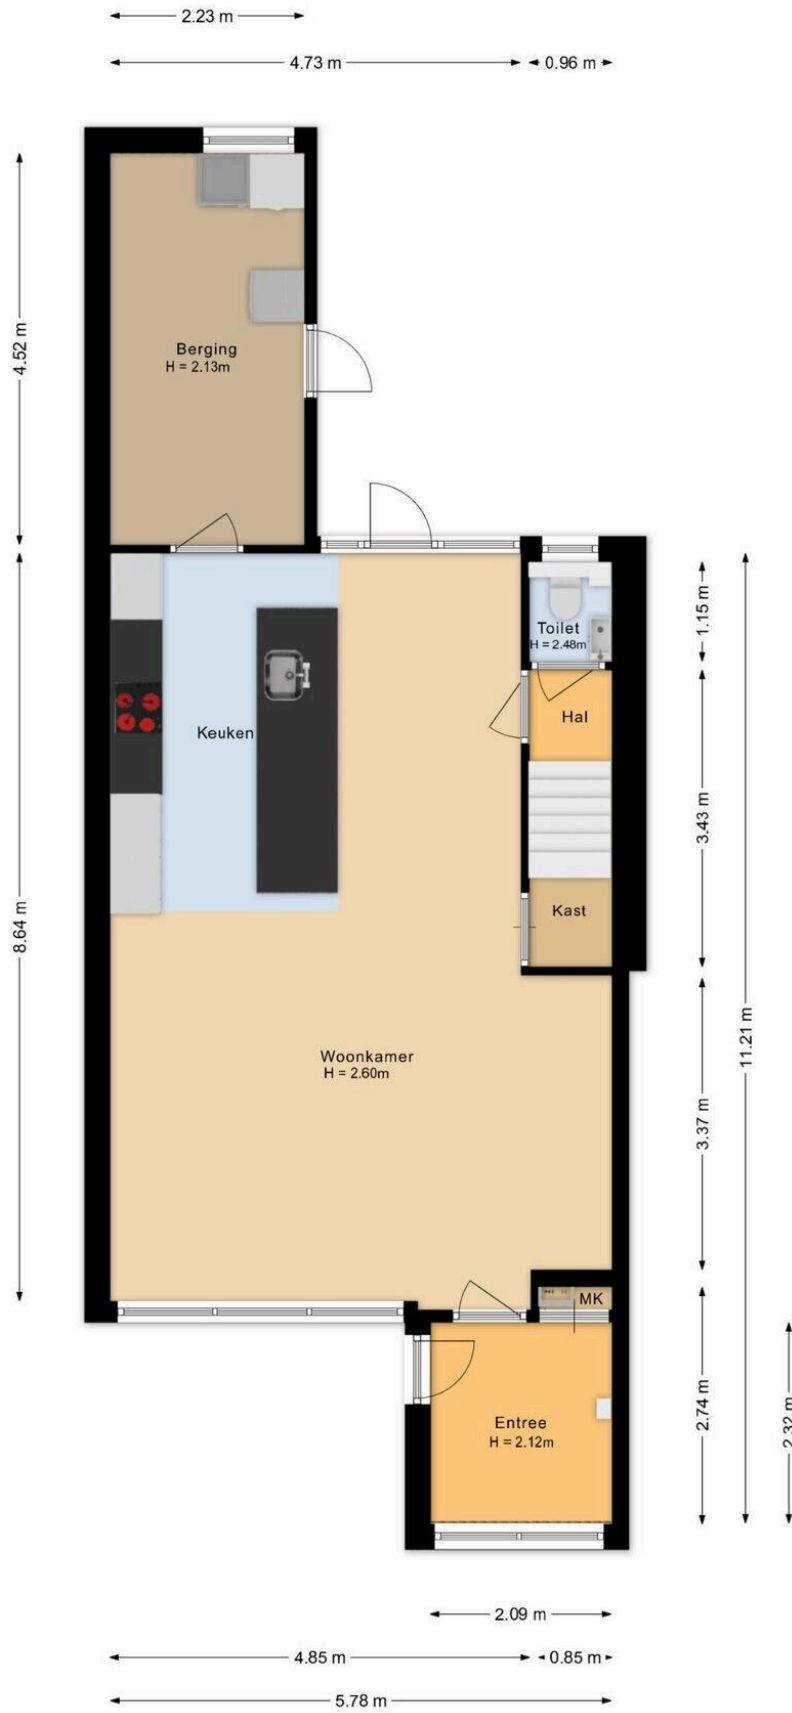 2.23 m
4.73 m
0.96 m
4.52 m
Berging
H = 2.13m
1.15 m
Toilet
H = 2.48m
Hal
Keuken
3.43 m
Kast
8.64 m
11.21 m
Woonkamer
H = 2.60m
3.37 m
MK
2.74 m
2.32 m
Entree
H = 2.12m
2.09 m
4.85 m
0.85 m
5.78 m